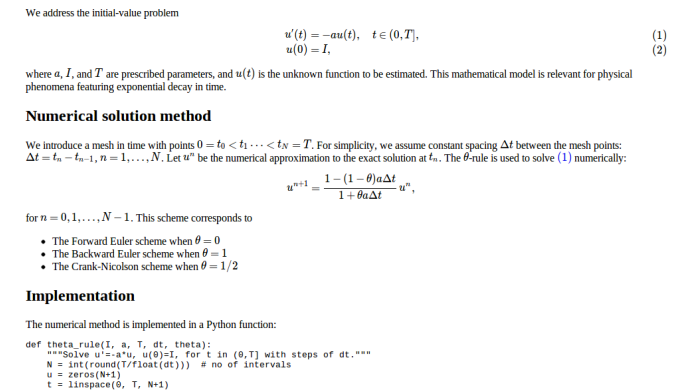 We address the initial-value problem
u′(t) = −au(t), t ∈ (0, T], (1)
u(0) = I, (2)
where a, I, and T are prescribed parameters, and u(t) is the unknown function to be estimated. This mathematical model is relevant for physical
phenomena featuring exponential decay in time.
Numerical solution method
We introduce a mesh in time with points 0 = t₀ < t₁ ⋯ < t_N = T. For simplicity, we assume constant spacing Δt between the mesh points:
Δt = tₙ − tₙ₋₁, n = 1, …, N. Let uⁿ be the numerical approximation to the exact solution at tₙ. The θ-rule is used to solve (1) numerically:
uⁿ⁺¹ = (1 − (1 − θ)aΔt)/(1 + θaΔt) uⁿ,
for n = 0, 1, …, N − 1. This scheme corresponds to
• The Forward Euler scheme when θ = 0
• The Backward Euler scheme when θ = 1
• The Crank-Nicolson scheme when θ = 1/2
Implementation
The numerical method is implemented in a Python function:
def theta_rule(I, a, T, dt, theta):
    """Solve u'=-a*u, u(0)=I, for t in (0,T] with steps of dt."""
    N = int(round(T/float(dt)))  # no of intervals
    u = zeros(N+1)
    t = linspace(0, T, N+1)